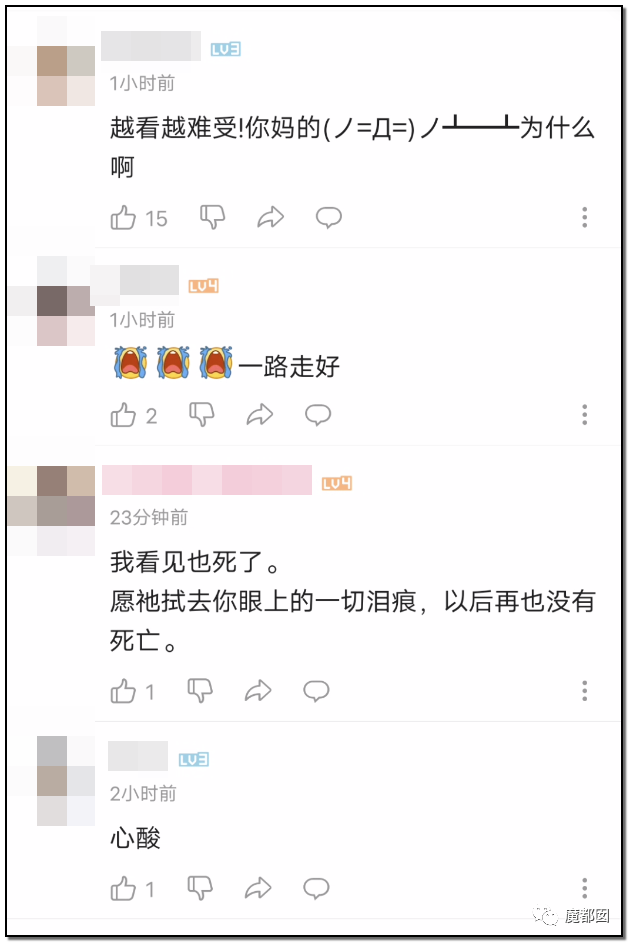 LV3
1小时前
越看越难受!你妈的(ノ=Д=)ノ┻━┻为什么
啊
15
LV4
1小时前
😭😭😭一路走好
2
LV4
23分钟前
我看见也死了。
愿祂拭去你眼上的一切泪痕，以后再也没有
死亡。
1
LV3
2小时前
心酸
1
魔都囡